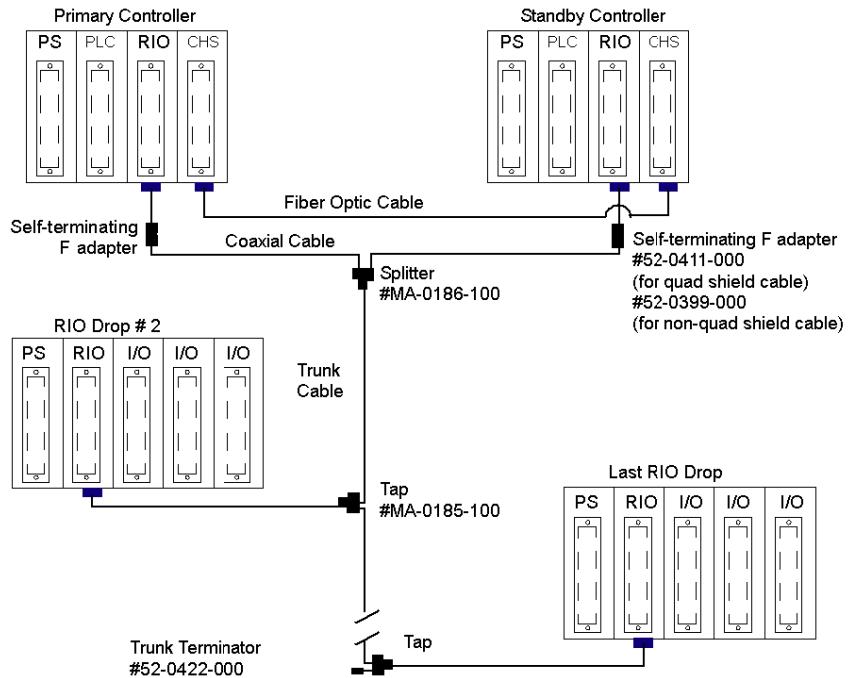 Primary Controller
PS PLC RIO CHS
Standby Controller
PS PLC RIO CHS
Fiber Optic Cable
Self-terminating
F adapter
Coaxial Cable
Self-terminating F adapter
#52-0411-000
(for quad shield cable)
#52-0399-000
(for non-quad shield cable)
Splitter
#MA-0186-100
RIO Drop # 2
PS RIO I/O I/O I/O
Trunk
Cable
Tap
#MA-0185-100
Last RIO Drop
PS RIO I/O I/O I/O
Trunk Terminator
#52-0422-000
Tap